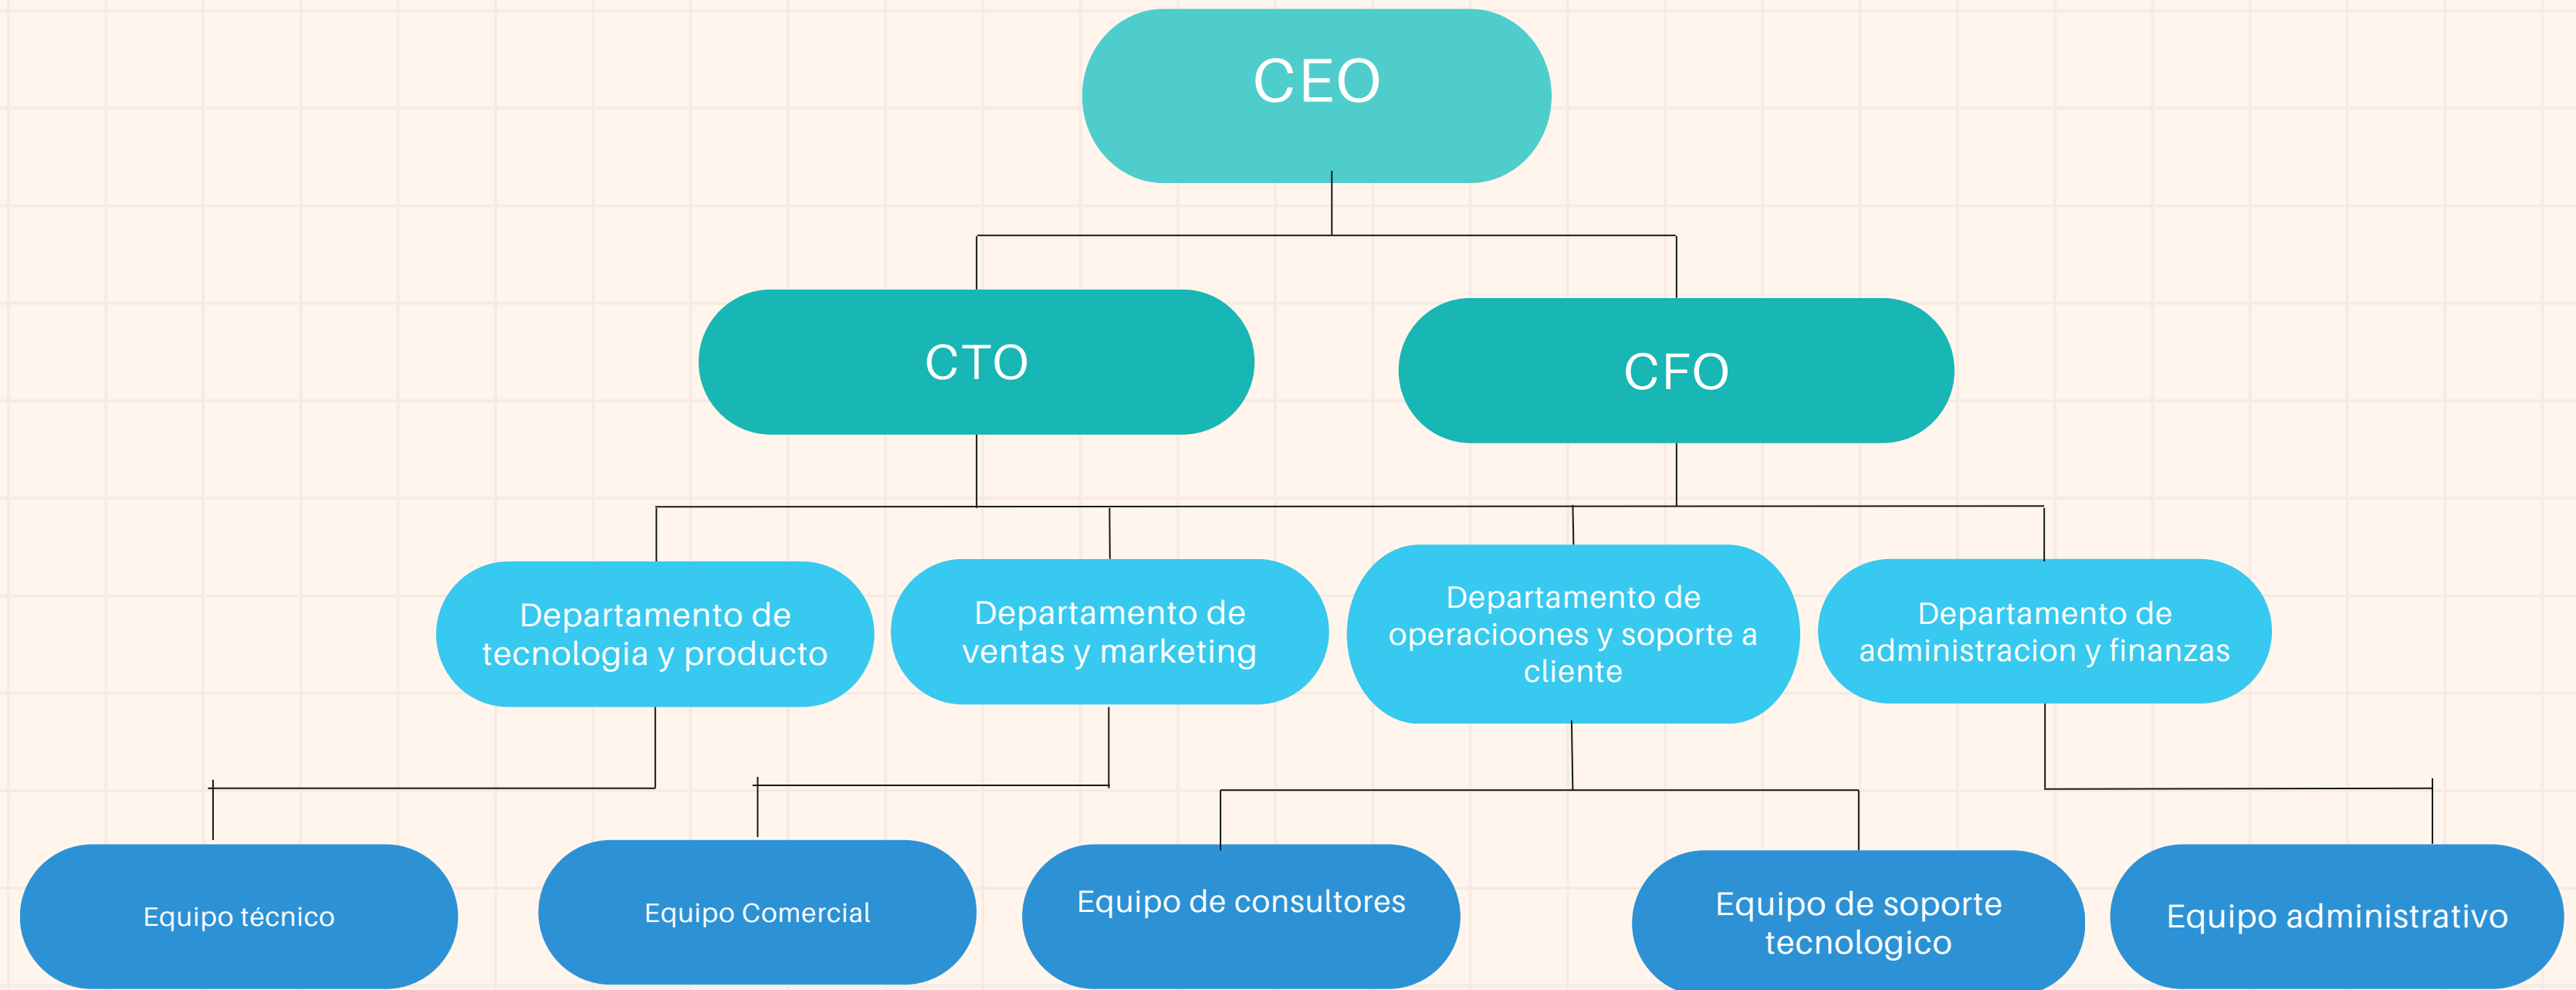 CEO
CTO
CFO
Departamento de
tecnologia y producto
Departamento de
ventas y marketing
Departamento de
operacioones y soporte a
cliente
Departamento de
administracion y finanzas
Equipo técnico
Equipo Comercial
Equipo de consultores
Equipo de soporte
tecnologico
Equipo administrativo